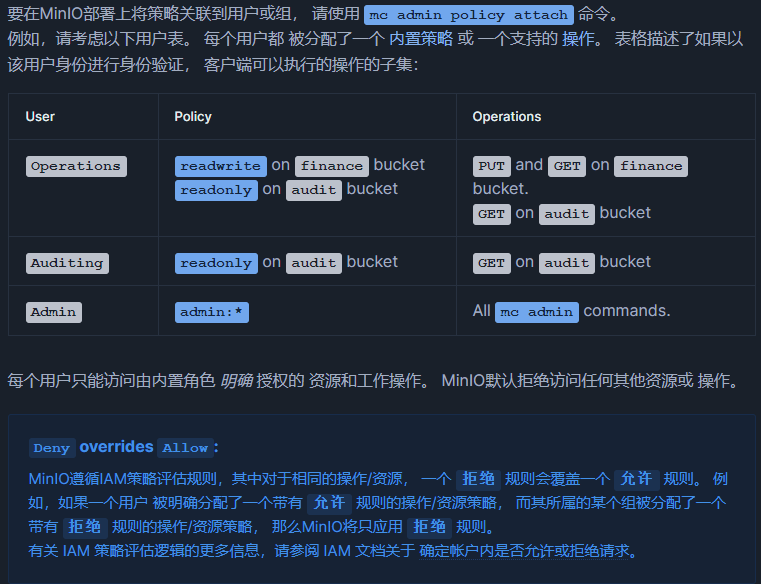 要在MinIO部署上将策略关联到用户或组， 请使用 mc admin policy attach 命令。
例如，请考虑以下用户表。 每个用户都 被分配了一个 内置策略 或 一个支持的 操作。 表格描述了如果以
该用户身份进行身份验证， 客户端可以执行的操作的子集：
User Policy Operations
Operations readwrite on finance bucket PUT and GET on finance
readonly on audit bucket bucket.
GET on audit bucket
Auditing readonly on audit bucket GET on audit bucket
Admin admin:* All mc admin commands.
每个用户只能访问由内置角色 明确 授权的 资源和工作操作。 MinIO默认拒绝访问任何其他资源或 操作。
Deny overrides Allow :
MinIO遵循IAM策略评估规则，其中对于相同的操作/资源， 一个 拒绝 规则会覆盖一个 允许 规则。 例
如，如果一个用户 被明确分配了一个带有 允许 规则的操作/资源策略， 而其所属的某个组被分配了一个
带有 拒绝 规则的操作/资源策略， 那么MinIO将只应用 拒绝 规则。
有关 IAM 策略评估逻辑的更多信息，请参阅 IAM 文档关于 确定帐户内是否允许或拒绝请求。